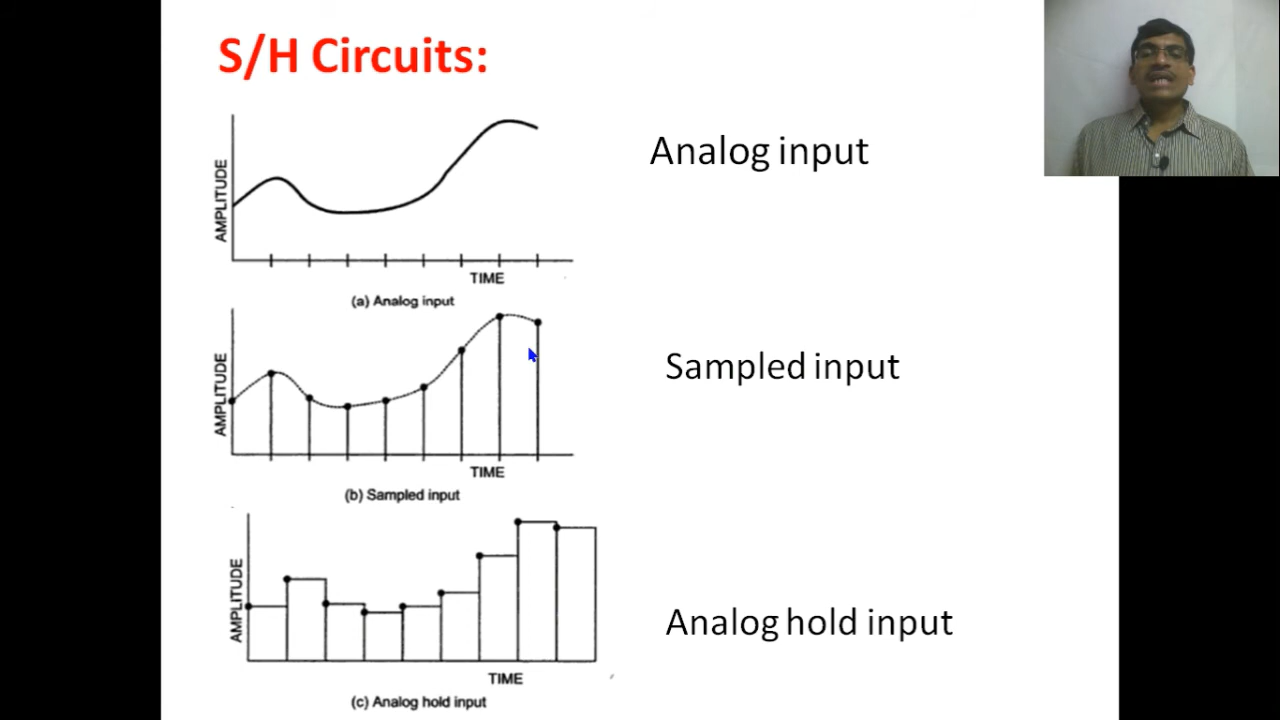 S/H Circuits:
AMPLITUDE
TIME
(a) Analog input
Analog input
AMPLITUDE
TIME
(b) Sampled input
Sampled input
AMPLITUDE
TIME
(c) Analog hold input
Analog hold input